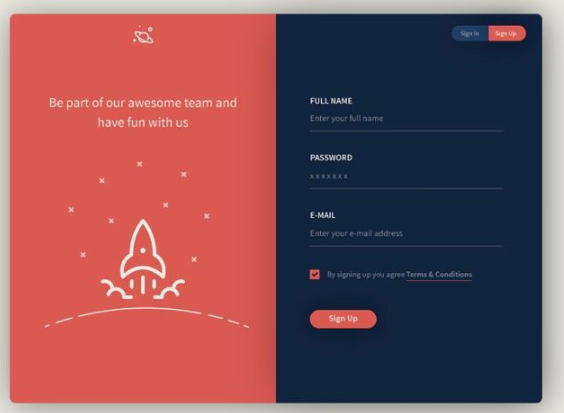 Be part of our awesome team and
have fun with us
Sign In
Sign Up
FULL NAME
Enter your full name
PASSWORD
x x x x x x x
E-MAIL
Enter your e-mail address
By signing up you agree Terms & Conditions
Sign Up